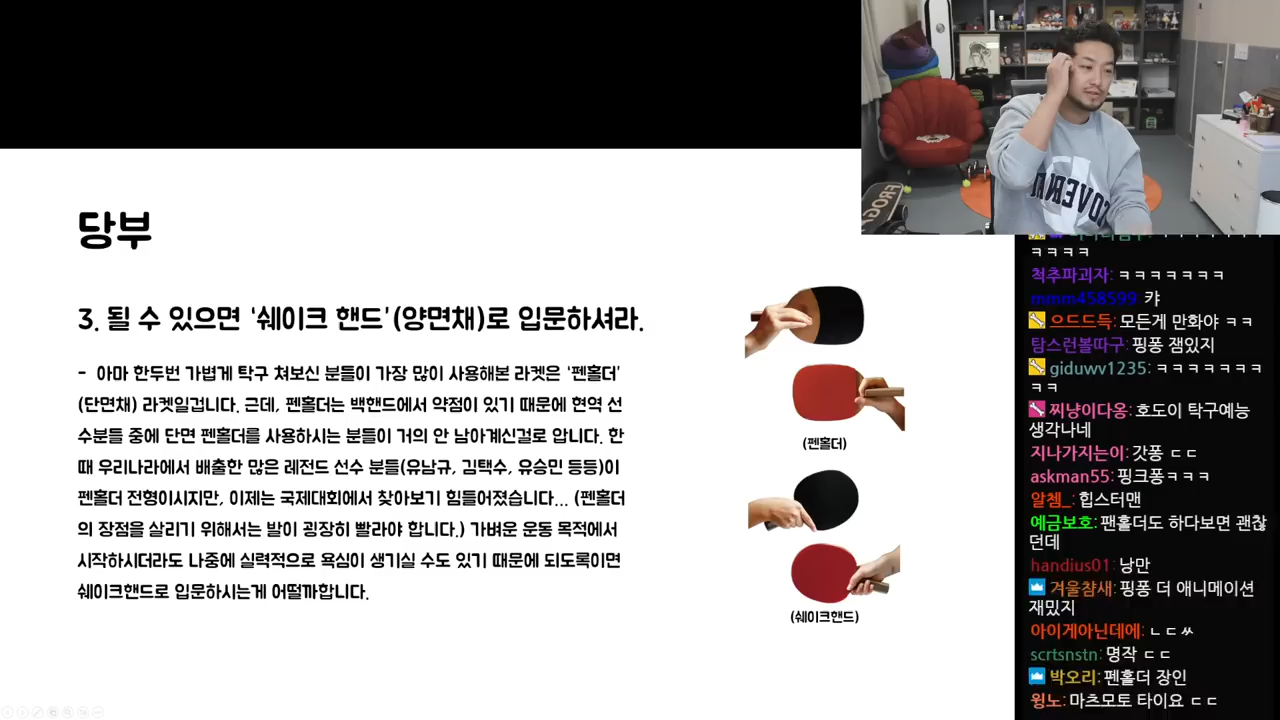 당부
3. 될 수 있으면 '쉐이크 핸드'(양면채)로 입문하셔라.
- 아마 한두번 가볍게 탁구 쳐보신 분들이 가장 많이 사용해본 라켓은 '펜홀더'
(단면채) 라켓일겁니다. 근데, 펜홀더는 백핸드에서 약점이 있기 때문에 현역 선
수분들 중에 단면 펜홀더를 사용하시는 분들이 거의 안 남아계신걸로 압니다. 한
때 우리나라에서 배출한 많은 레전드 선수 분들(유남규, 김택수, 유승민 등등)이
펜홀더 전형이시지만, 이제는 국제대회에서 찾아보기 힘들어졌습니다... (펜홀더
의 장점을 살리기 위해서는 발이 굉장히 빨라야 합니다.) 가벼운 운동 목적에서
시작하시더라도 나중에 실력적으로 욕심이 생기실 수도 있기 때문에 되도록이면
쉐이크핸드로 입문하시는게 어떨까합니다.
(펜홀더)
(쉐이크핸드)
ㅋㅋㅋㅋ
척추파괴자: ㅋㅋㅋㅋㅋㅋㅋ
mmm458599: 캬
으드드득: 모든게 만화야 ㅋㅋ
탐스런볼따구: 핑퐁 잼있지
giduwv1235: ㅋㅋㅋㅋㅋㅋㅋ
ㅋㅋ
찌냥이다옹: 호도이 탁구예능
생각나네
지나가지는이: 갓퐁 ㄷㄷ
askman55: 핑크퐁ㅋㅋㅋ
알쳄_: 힙스터맨
예금보호: 팬홀더도 하다보면 괜찮
던데
handius01: 낭만
겨울챰새: 핑퐁 더 애니메이션
재밌지
아이게아닌데에: ㄴㄷㅆ
scrtsnstn: 명작 ㄷㄷ
박오리: 펜홀더 장인
윙노: 마츠모토 타이요 ㄷㄷ
FROGY